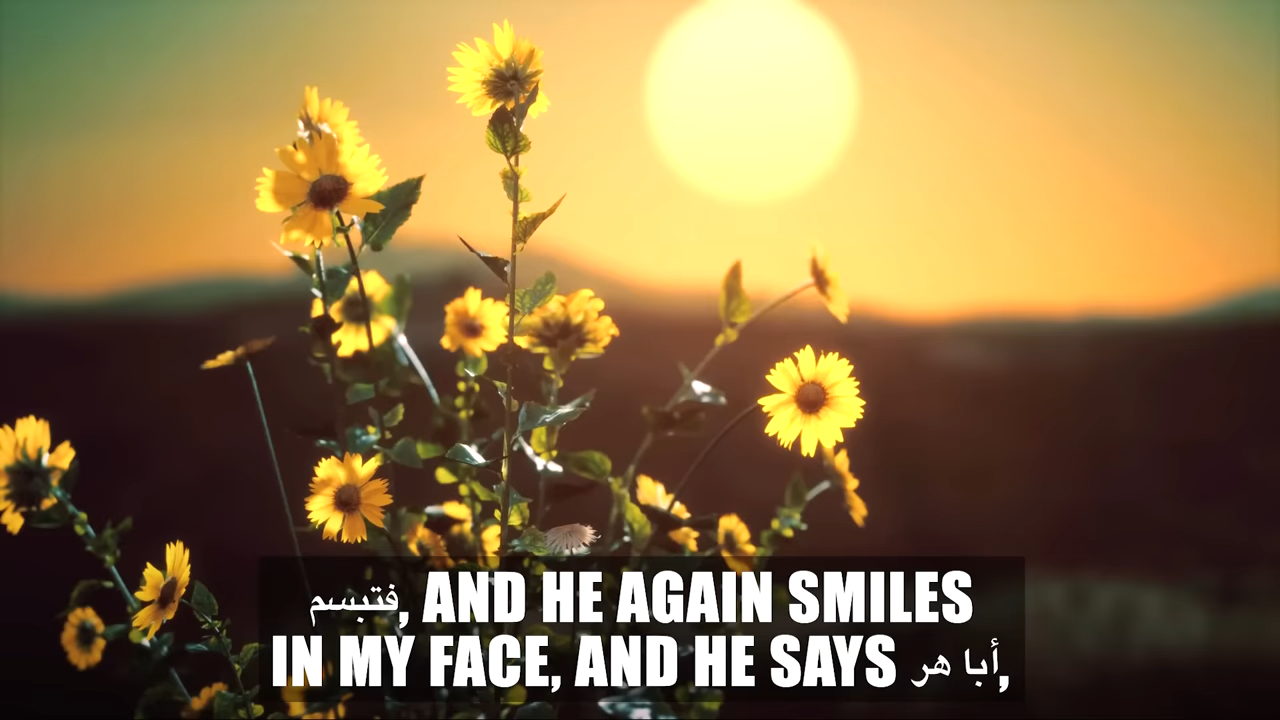 فتبسم, AND HE AGAIN SMILES
IN MY FACE, AND HE SAYS أبا هر,